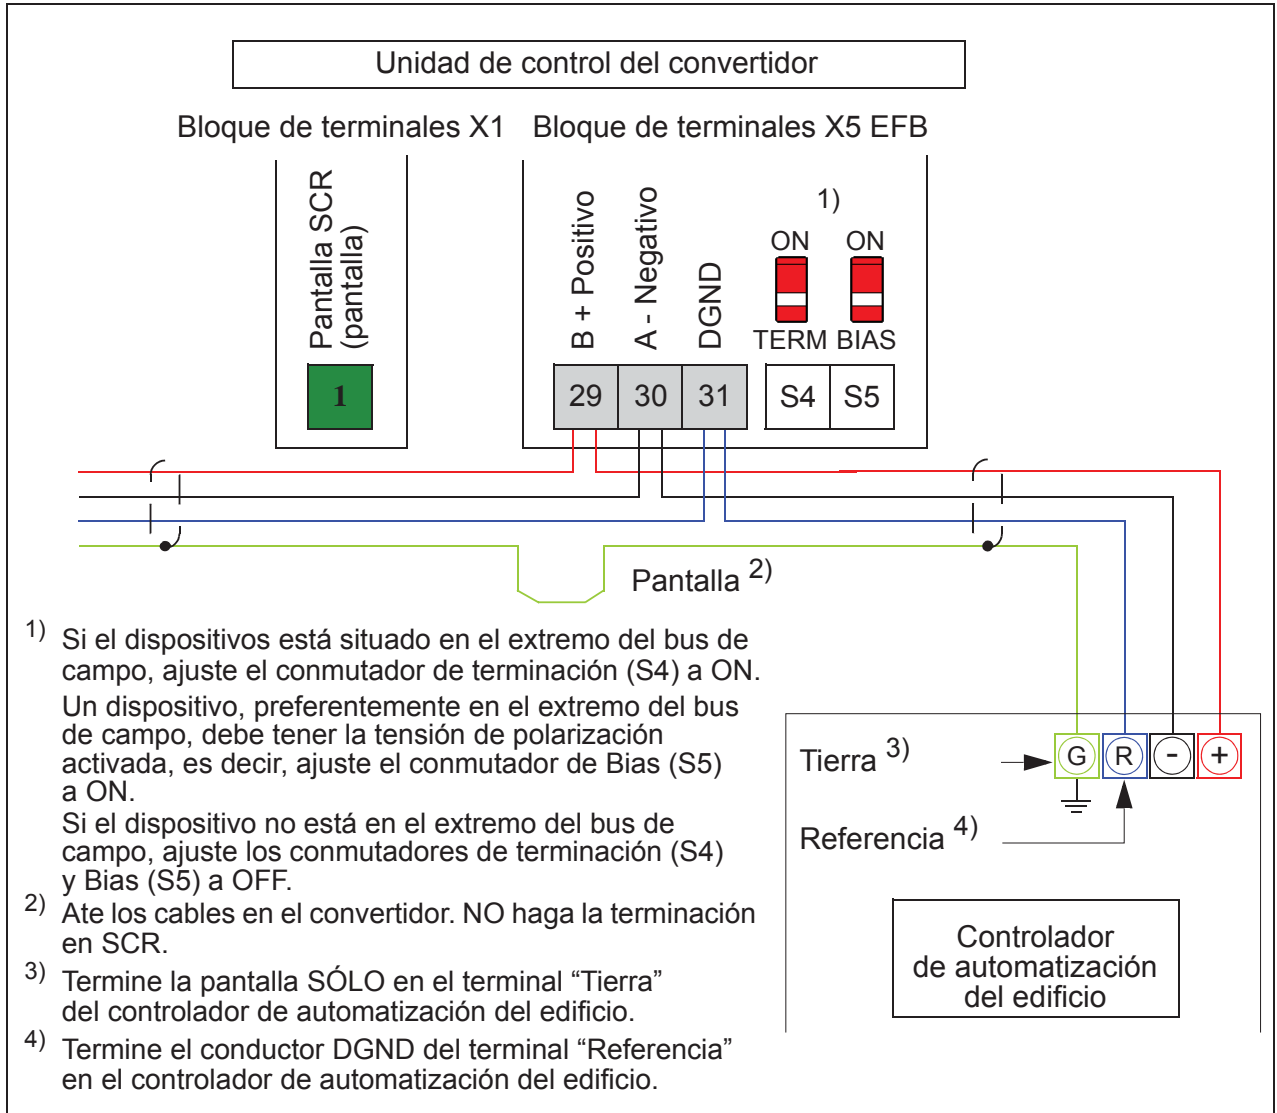 Unidad de control del convertidor
Bloque de terminales X1
Bloque de terminales X5 EFB
Pantalla SCR
(pantalla)
B + Positivo
A - Negativo
DGND
1)
ON
ON
TERM
BIAS
1
29
30
31
S4
S5
Pantalla 2)
1) Si el dispositivos está situado en el extremo del bus de
campo, ajuste el conmutador de terminación (S4) a ON.
Un dispositivo, preferentemente en el extremo del bus
de campo, debe tener la tensión de polarización
activada, es decir, ajuste el conmutador de Bias (S5)
a ON.
Si el dispositivo no está en el extremo del bus de
campo, ajuste los conmutadores de terminación (S4)
y Bias (S5) a OFF.
2) Ate los cables en el convertidor. NO haga la terminación
en SCR.
3) Termine la pantalla SÓLO en el terminal “Tierra”
del controlador de automatización del edificio.
4) Termine el conductor DGND del terminal “Referencia”
en el controlador de automatización del edificio.
Tierra 3)
G
R
-
+
Referencia 4)
Controlador
de automatización
del edificio